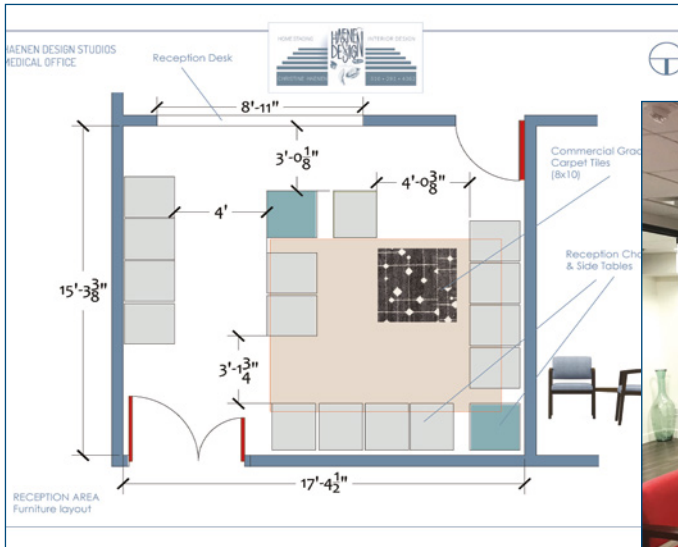 HAENEN DESIGN STUDIOS
MEDICAL OFFICE
HOME STAGING
HAENEN
DESIGN
INTERIOR DESIGN
CHRISTINE HAENEN
Reception Desk
8'-11"
3'-0⅛"
Commercial Grad
Carpet Tiles
(8x10)
4'
4'-0⅜"
Reception Cha
& Side Tables
15'-3⅜"
3'-1¾"
17'-4½"
RECEPTION AREA
Furniture layout